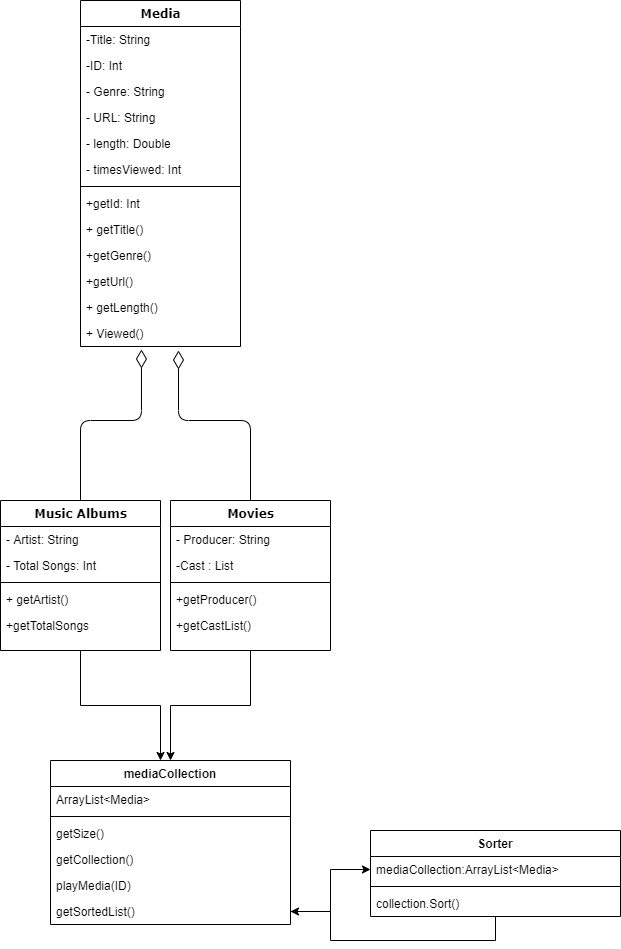 Media
-Title: String
-ID: Int
- Genre: String
- URL: String
- length: Double
- timesViewed: Int
+getId: Int
+ getTitle()
+getGenre()
+getUrl()
+ getLength()
+ Viewed()
Music Albums
- Artist: String
- Total Songs: Int
+ getArtist()
+getTotalSongs
Movies
- Producer: String
-Cast : List
+getProducer()
+getCastList()
mediaCollection
ArrayList<Media>
getSize()
getCollection()
playMedia(ID)
getSortedList()
Sorter
mediaCollection:ArrayList<Media>
collection.Sort()